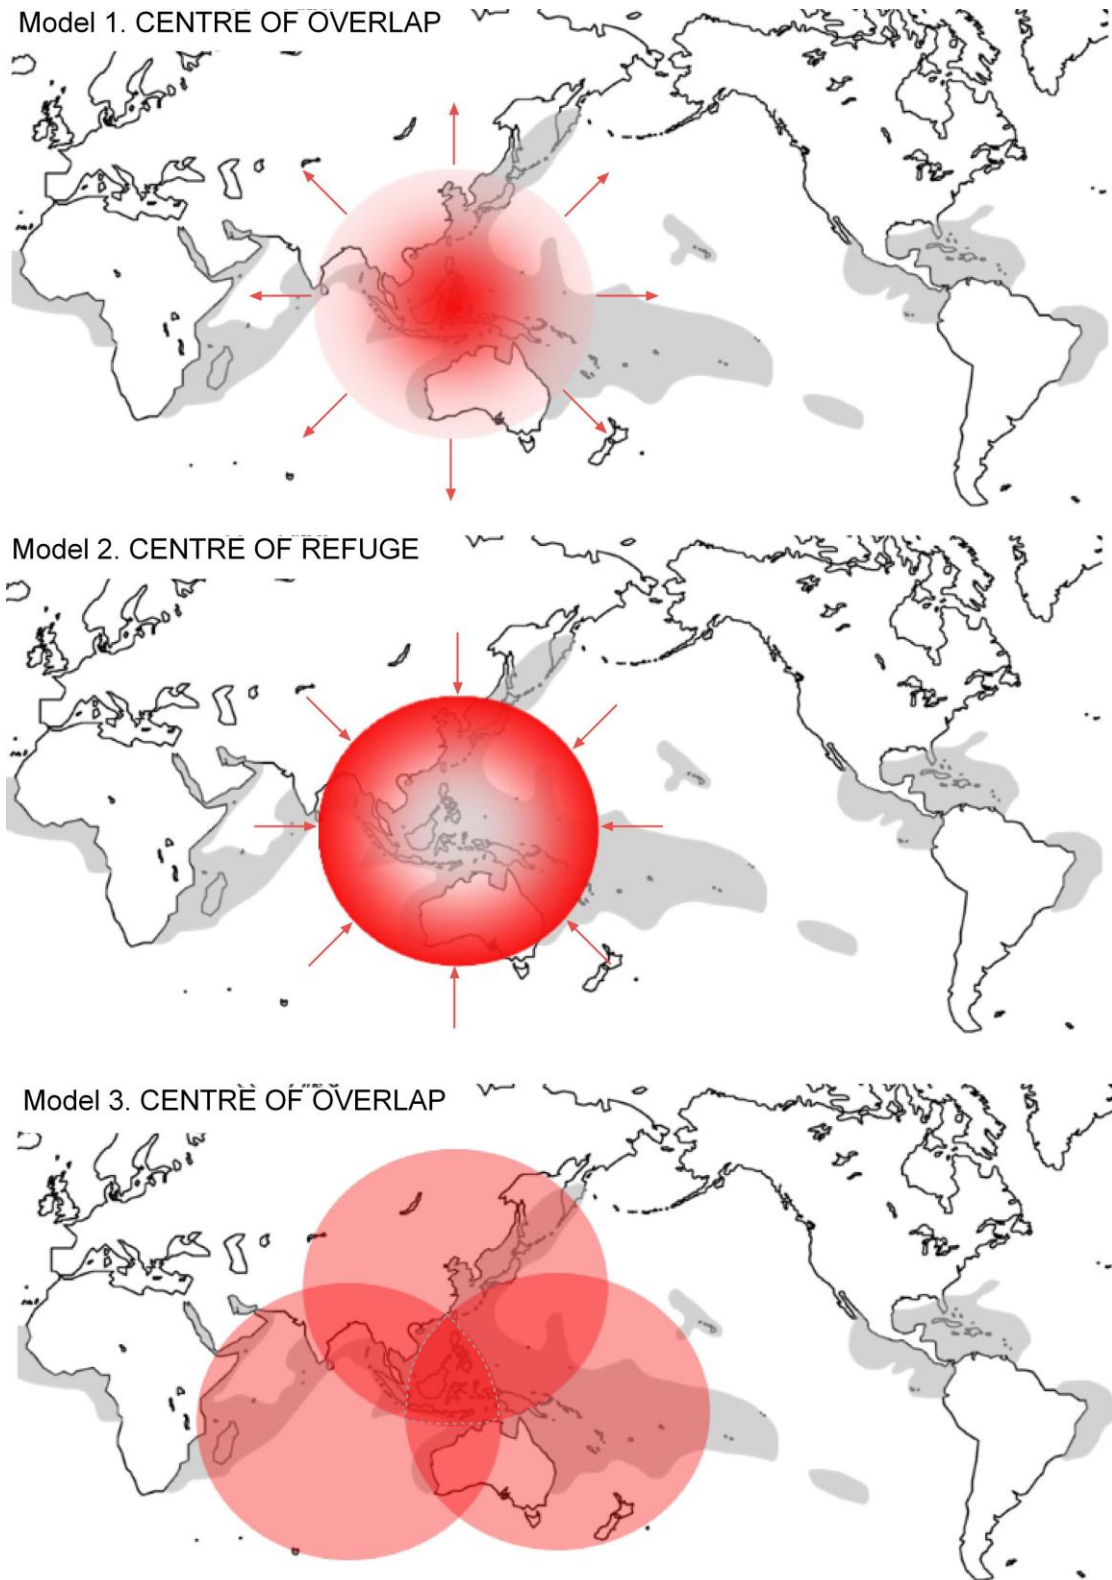 Model 1. CENTRE OF OVERLAP
Model 2. CENTRE OF REFUGE
Model 3. CENTRE OF OVERLAP